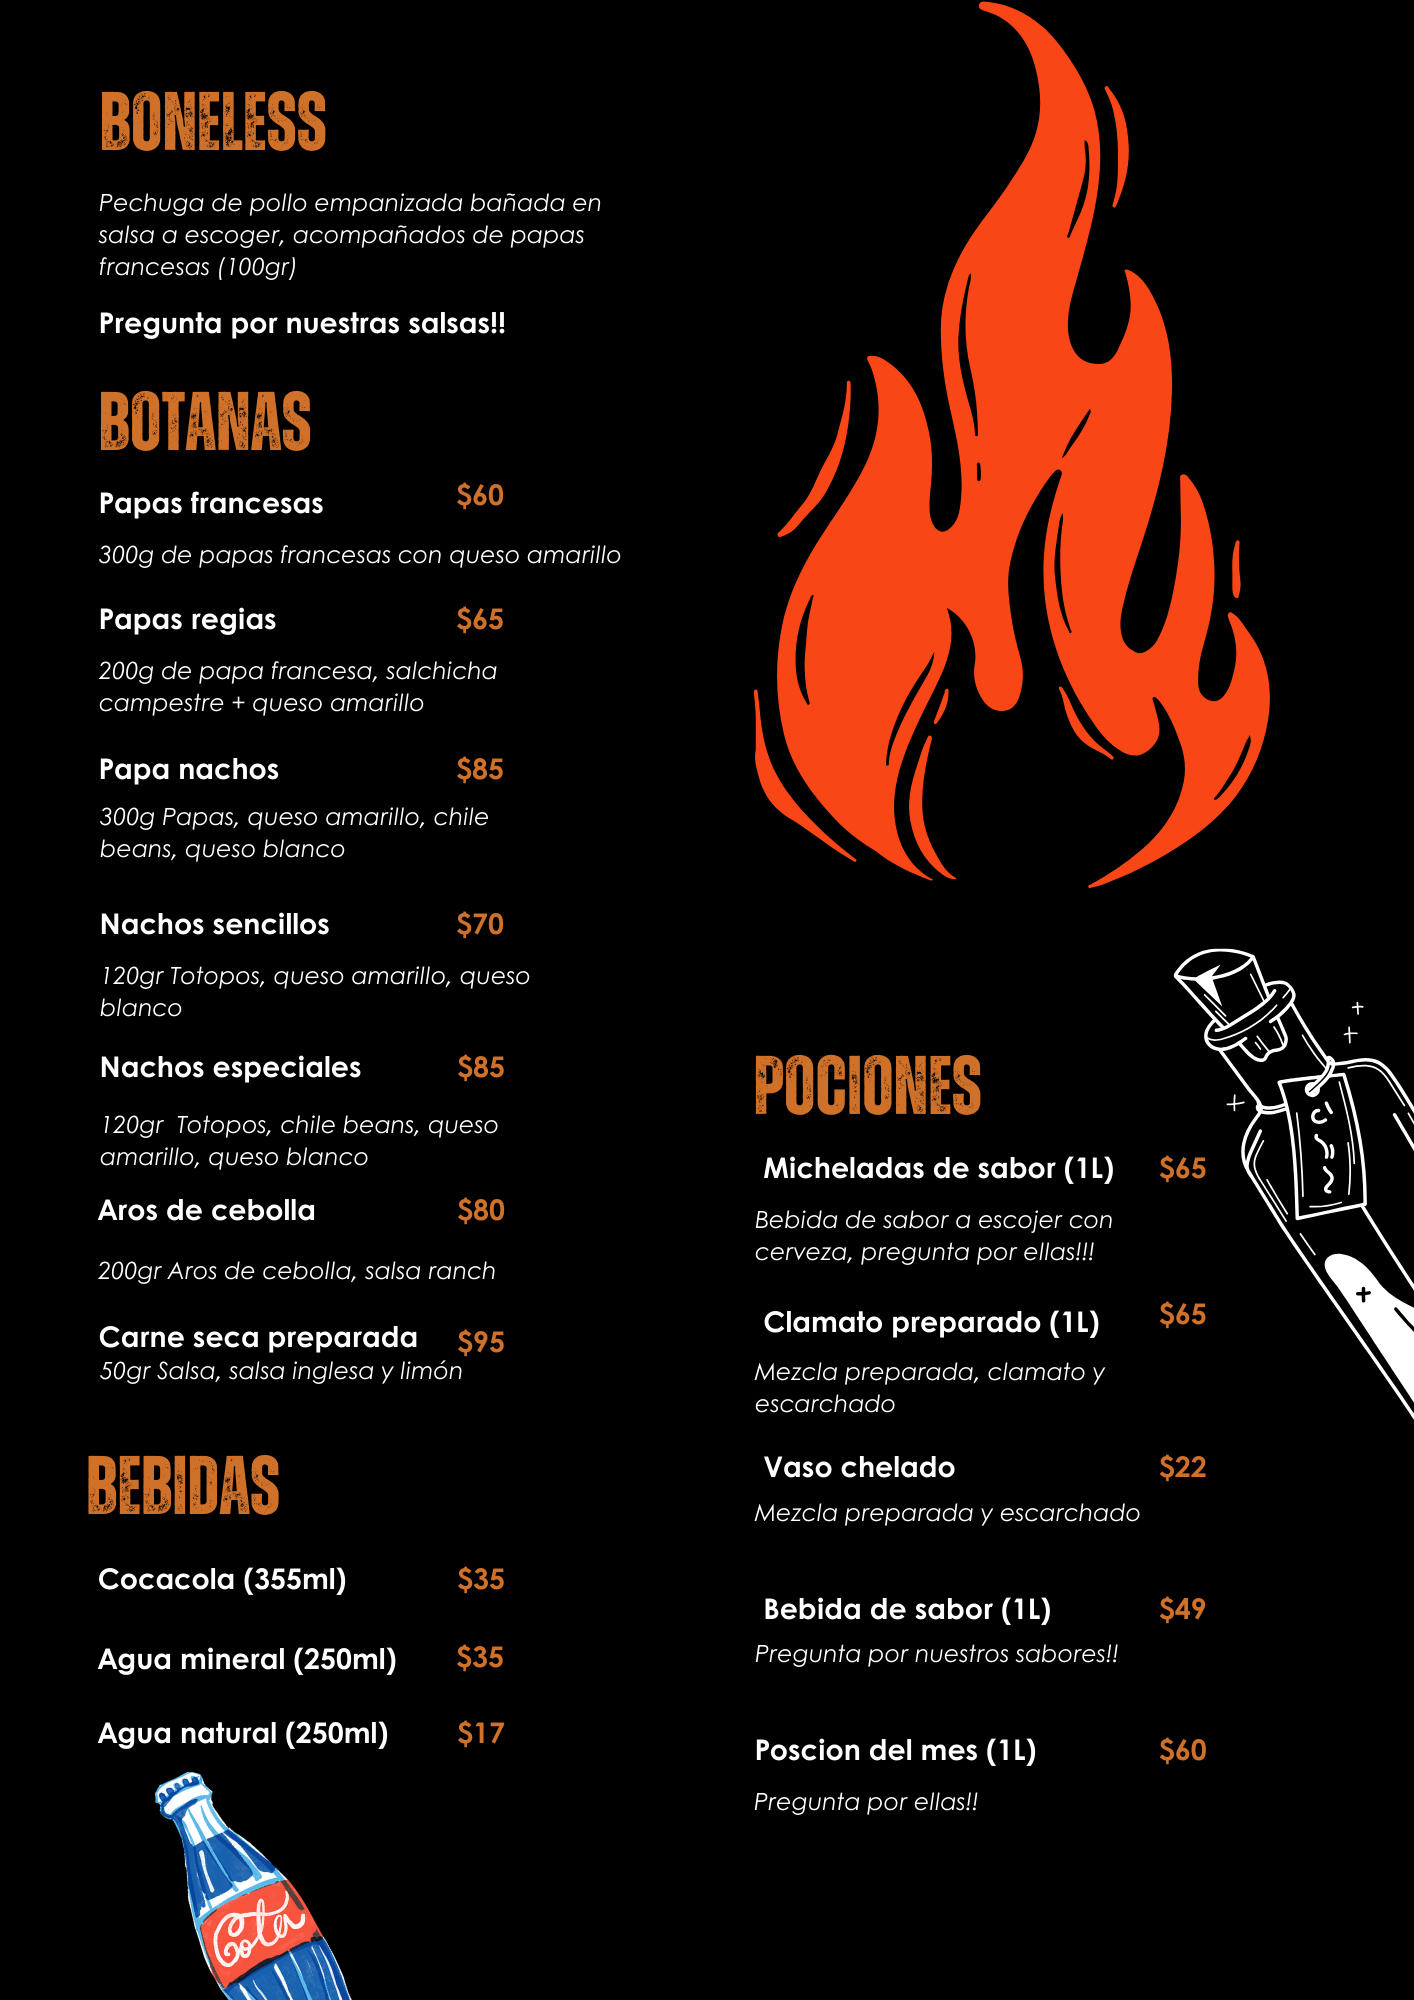 BONELESS
Pechuga de pollo empanizada bañada en
salsa a escoger, acompañados de papas
francesas (100gr)
Pregunta por nuestras salsas!!
BOTANAS
Papas francesas $60
300g de papas francesas con queso amarillo
Papas regias $65
200g de papa francesa, salchicha
campestre + queso amarillo
Papa nachos $85
300g Papas, queso amarillo, chile
beans, queso blanco
Nachos sencillos $70
120gr Totopos, queso amarillo, queso
blanco
Nachos especiales $85
120gr  Totopos, chile beans, queso
amarillo, queso blanco
Aros de cebolla $80
200gr Aros de cebolla, salsa ranch
Carne seca preparada $95
50gr Salsa, salsa inglesa y limón
BEBIDAS
Cocacola (355ml) $35
Agua mineral (250ml) $35
Agua natural (250ml) $17
Cola
POCIONES
Micheladas de sabor (1L) $65
Bebida de sabor a escojer con
cerveza, pregunta por ellas!!!
Clamato preparado (1L) $65
Mezcla preparada, clamato y
escarchado
Vaso chelado $22
Mezcla preparada y escarchado
Bebida de sabor (1L) $49
Pregunta por nuestros sabores!!
Poscion del mes (1L) $60
Pregunta por ellas!!